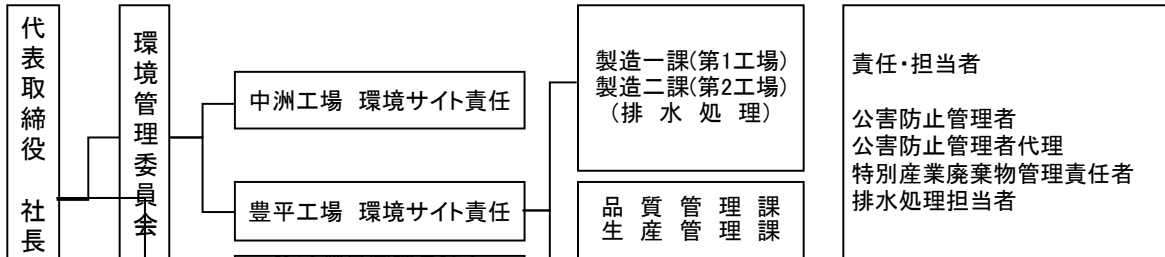 代表取締役 社長
環境管理委員会
中洲工場 環境サイト責任
豊平工場 環境サイト責任
製造一課(第1工場)
製造二課(第2工場)
(排 水 処 理)
品 質 管 理 課
生 産 管 理 課
責任・担当者
公害防止管理者
公害防止管理者代理
特別産業廃棄物管理責任者
排水処理担当者